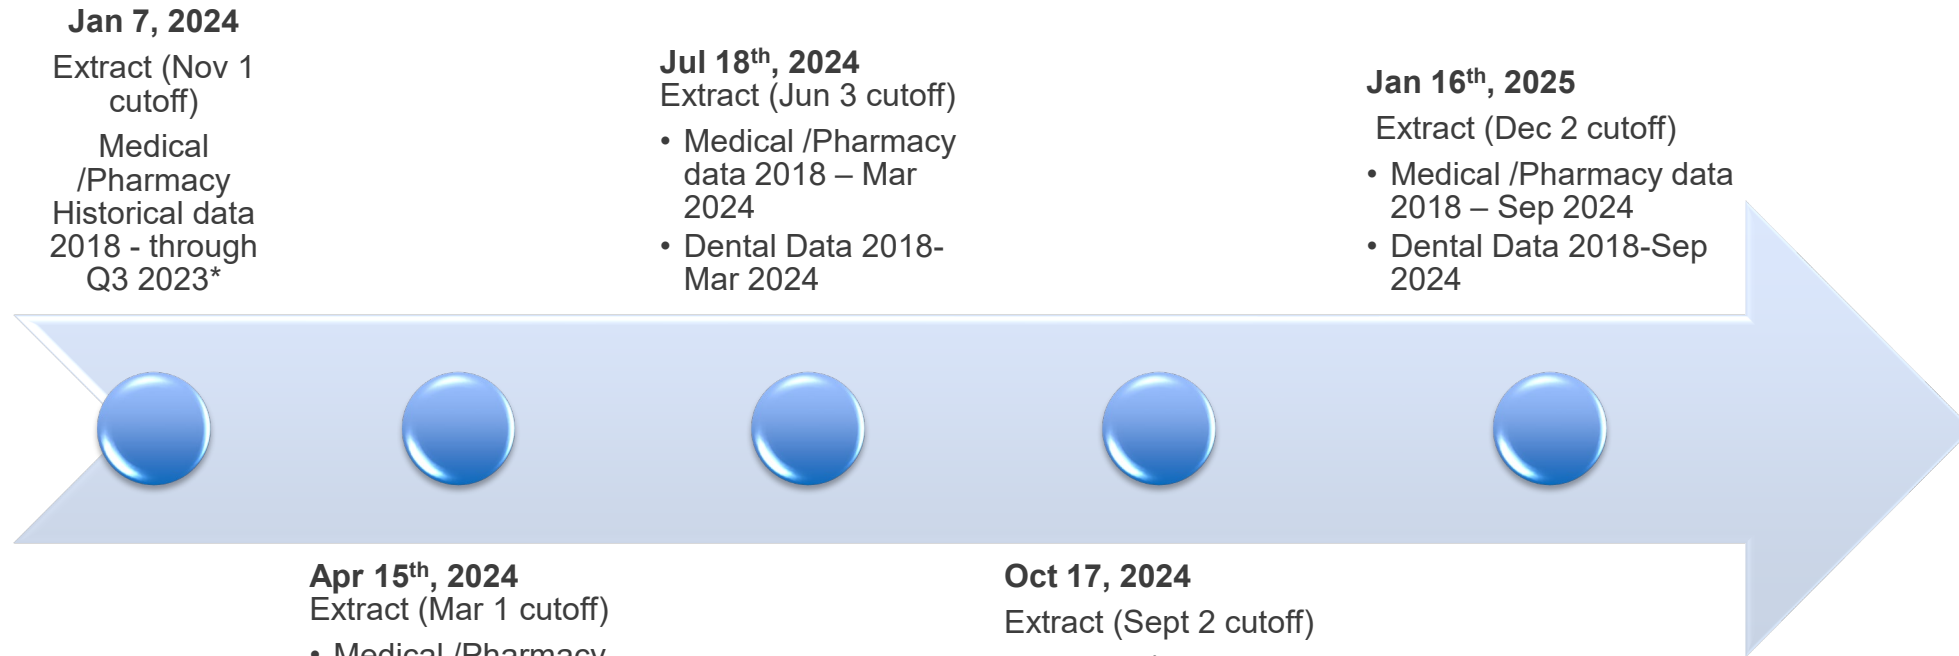 Jan 7, 2024
Extract (Nov 1
cutoff)
Medical
/Pharmacy
Historical data
2018 - through
Q3 2023*
Apr 15th, 2024
Extract (Mar 1 cutoff)
• Medical /Pharmacy
Jul 18th, 2024
Extract (Jun 3 cutoff)
• Medical /Pharmacy
data 2018 – Mar
2024
• Dental Data 2018-
Mar 2024
Oct 17, 2024
Extract (Sept 2 cutoff)
Jan 16th, 2025
Extract (Dec 2 cutoff)
• Medical /Pharmacy data
2018 – Sep 2024
• Dental Data 2018-Sep
2024